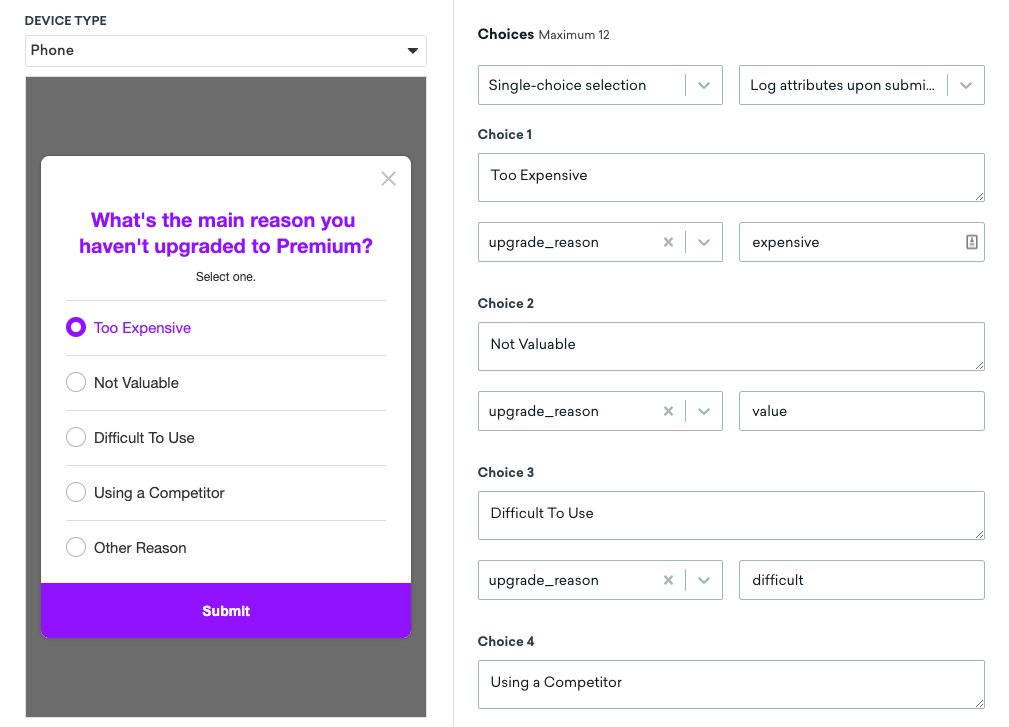 DEVICE TYPE
Phone
What's the main reason you
haven't upgraded to Premium?
Select one.
Too Expensive
Not Valuable
Difficult To Use
Using a Competitor
Other Reason
Submit
Choices Maximum 12
Single-choice selection
Log attributes upon submi...
Choice 1
Too Expensive
upgrade_reason
expensive
Choice 2
Not Valuable
upgrade_reason
value
Choice 3
Difficult To Use
upgrade_reason
difficult
Choice 4
Using a Competitor